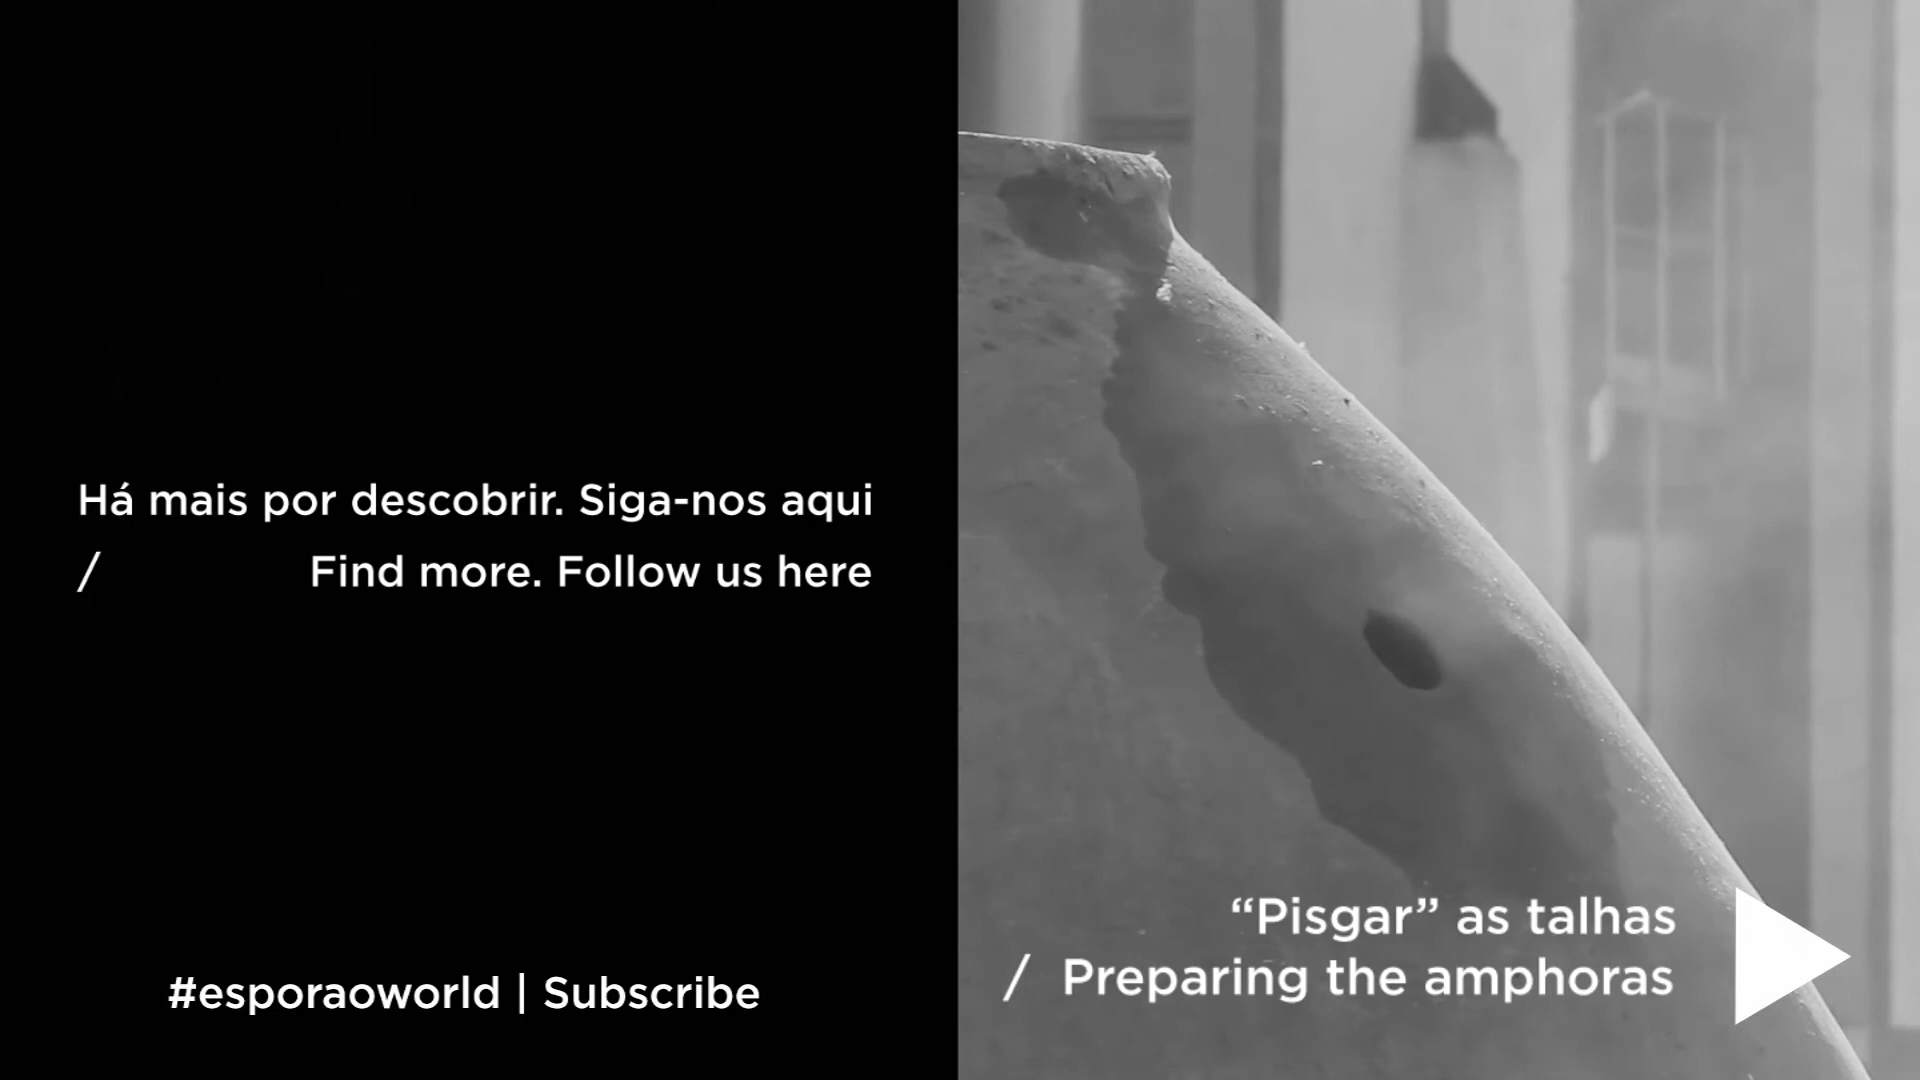 Há mais por descobrir. Siga-nos aqui
/ Find more. Follow us here
#esporaoworld | Subscribe
“Pisgar” as talhas
/ Preparing the amphoras